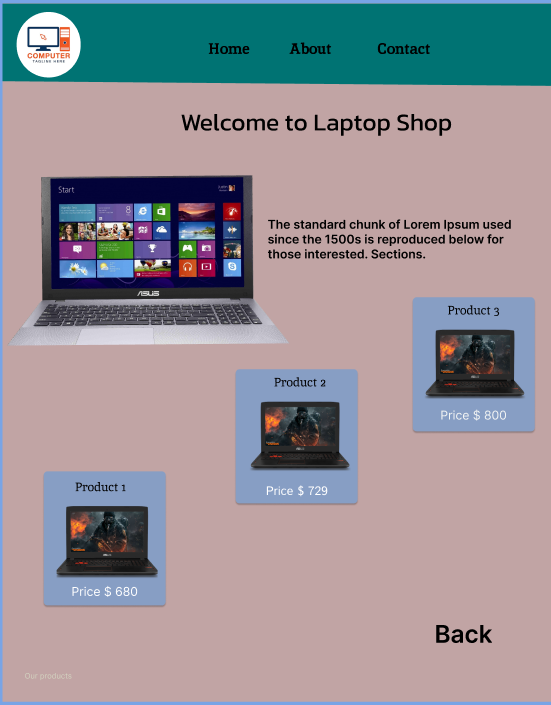 COMPUTER
TAGLINE HERE
Home About Contact
Welcome to Laptop Shop
Start
The standard chunk of Lorem Ipsum used
since the 1500s is reproduced below for
those interested. Sections.
ASUS
Product 3
Price $ 800
Product 2
Price $ 729
Product 1
Price $ 680
Back
Our products